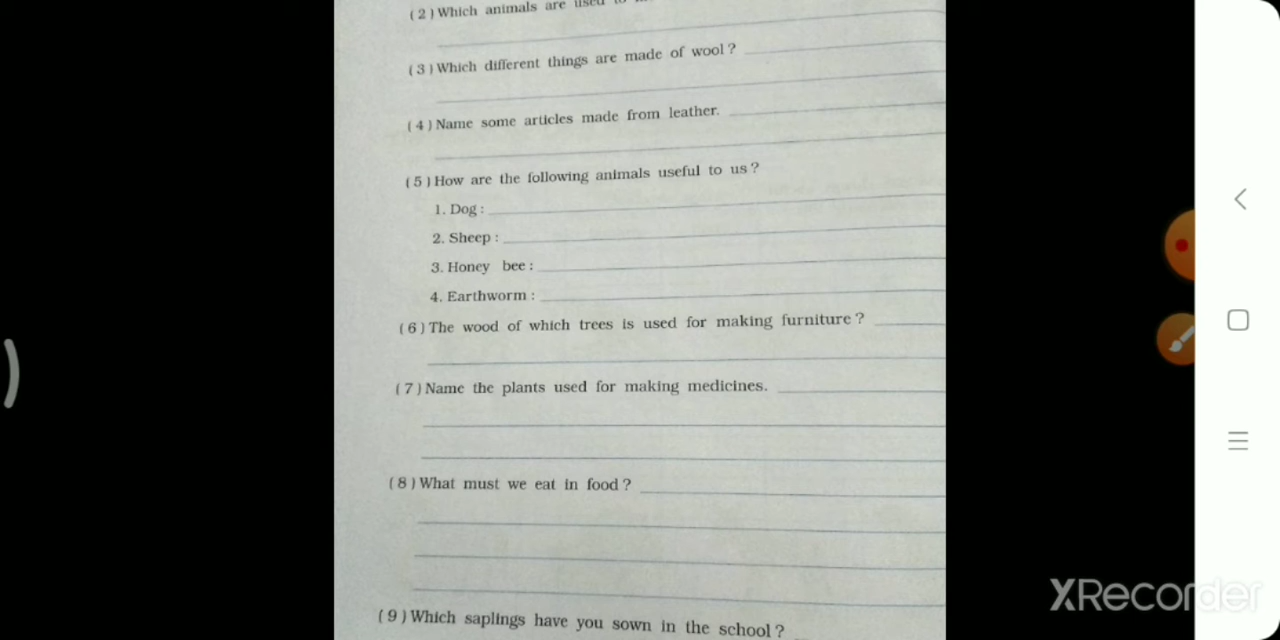 ( 2 ) Which animals are used to
( 3 ) Which different things are made of wool ?
( 4 ) Name some articles made from leather.
( 5 ) How are the following animals useful to us ?
1. Dog :
2. Sheep :
3. Honey bee :
4. Earthworm :
( 6 ) The wood of which trees is used for making furniture ?
( 7 ) Name the plants used for making medicines.
( 8 ) What must we eat in food ?
( 9 ) Which saplings have you sown in the school ?
XRecorder